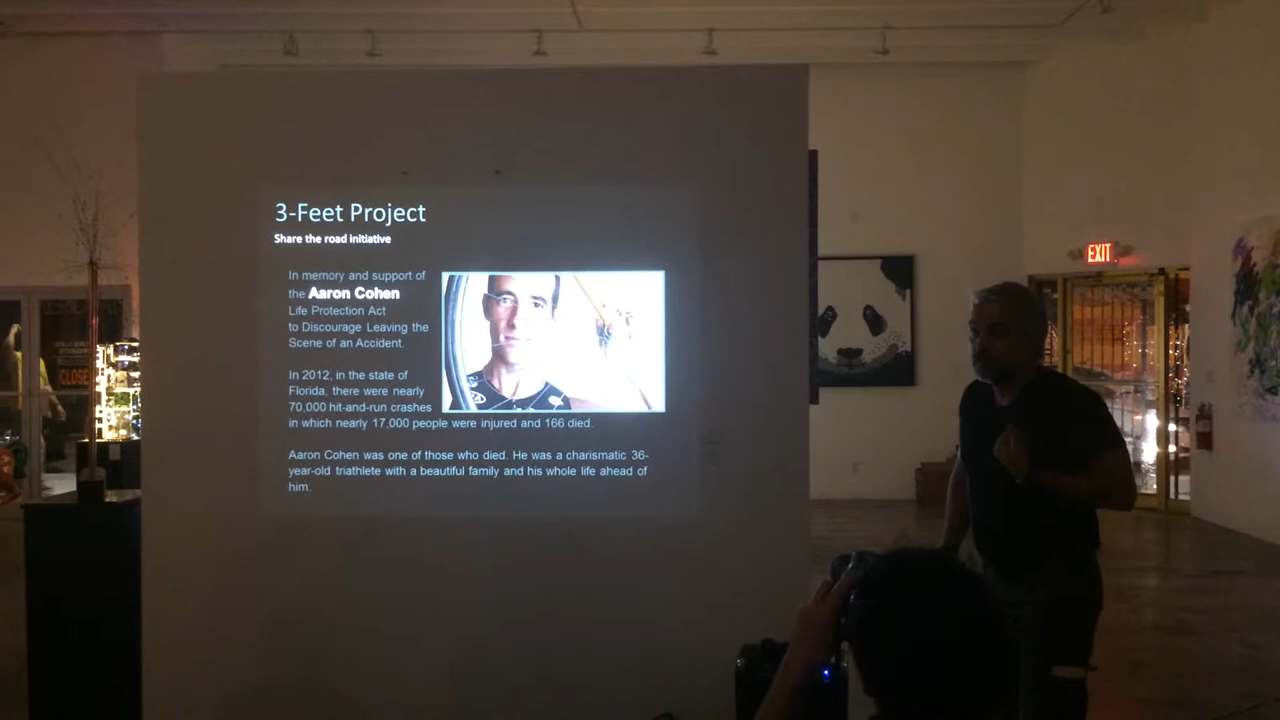 3-Feet Project
Share the road initiative
In memory and support of
the Aaron Cohen
Life Protection Act
to Discourage Leaving the
Scene of an Accident.
In 2012, in the state of
Florida, there were nearly
70,000 hit-and-run crashes
in which nearly 17,000 people were injured and 166 died.
Aaron Cohen was one of those who died. He was a charismatic 36-
year-old triathlete with a beautiful family and his whole life ahead of
him.
EXIT
CLOSE